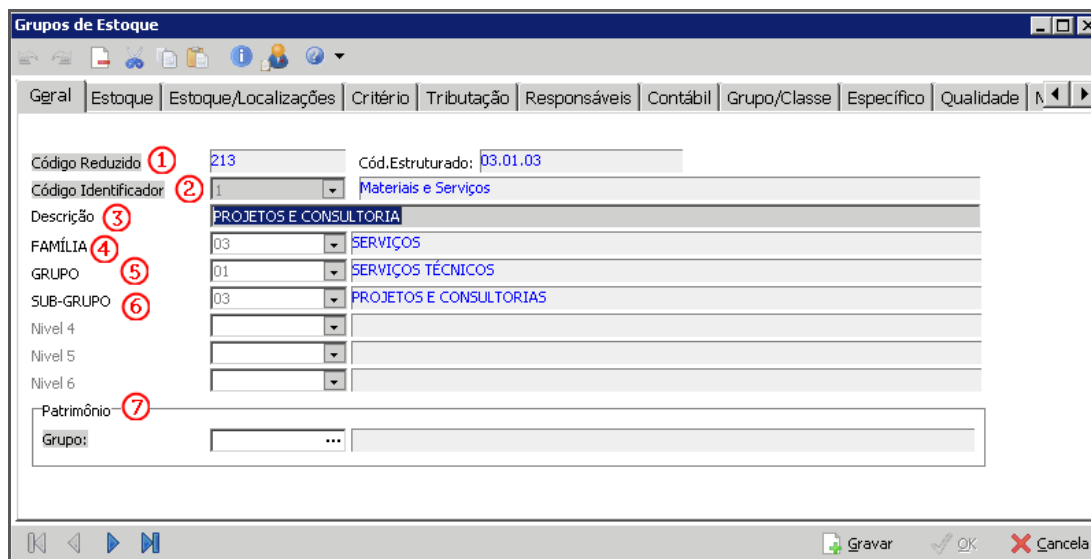 Grupos de Estoque
Geral Estoque Estoque/Localizações Critério Tributação Responsáveis Contábil Grupo/Classe Específico Qualidade
Código Reduzido 1 213 Cód.Estruturado: 03.01.03
Código Identificador 2 1 Materiais e Serviços
Descrição 3 PROJETOS E CONSULTORIA
FAMÍLIA 4 03 SERVIÇOS
GRUPO 5 01 SERVIÇOS TÉCNICOS
SUB-GRUPO 6 03 PROJETOS E CONSULTORIAS
Nivel 4
Nivel 5
Nivel 6
Patrimônio 7
Grupo: ...
Gravar OK Cancela